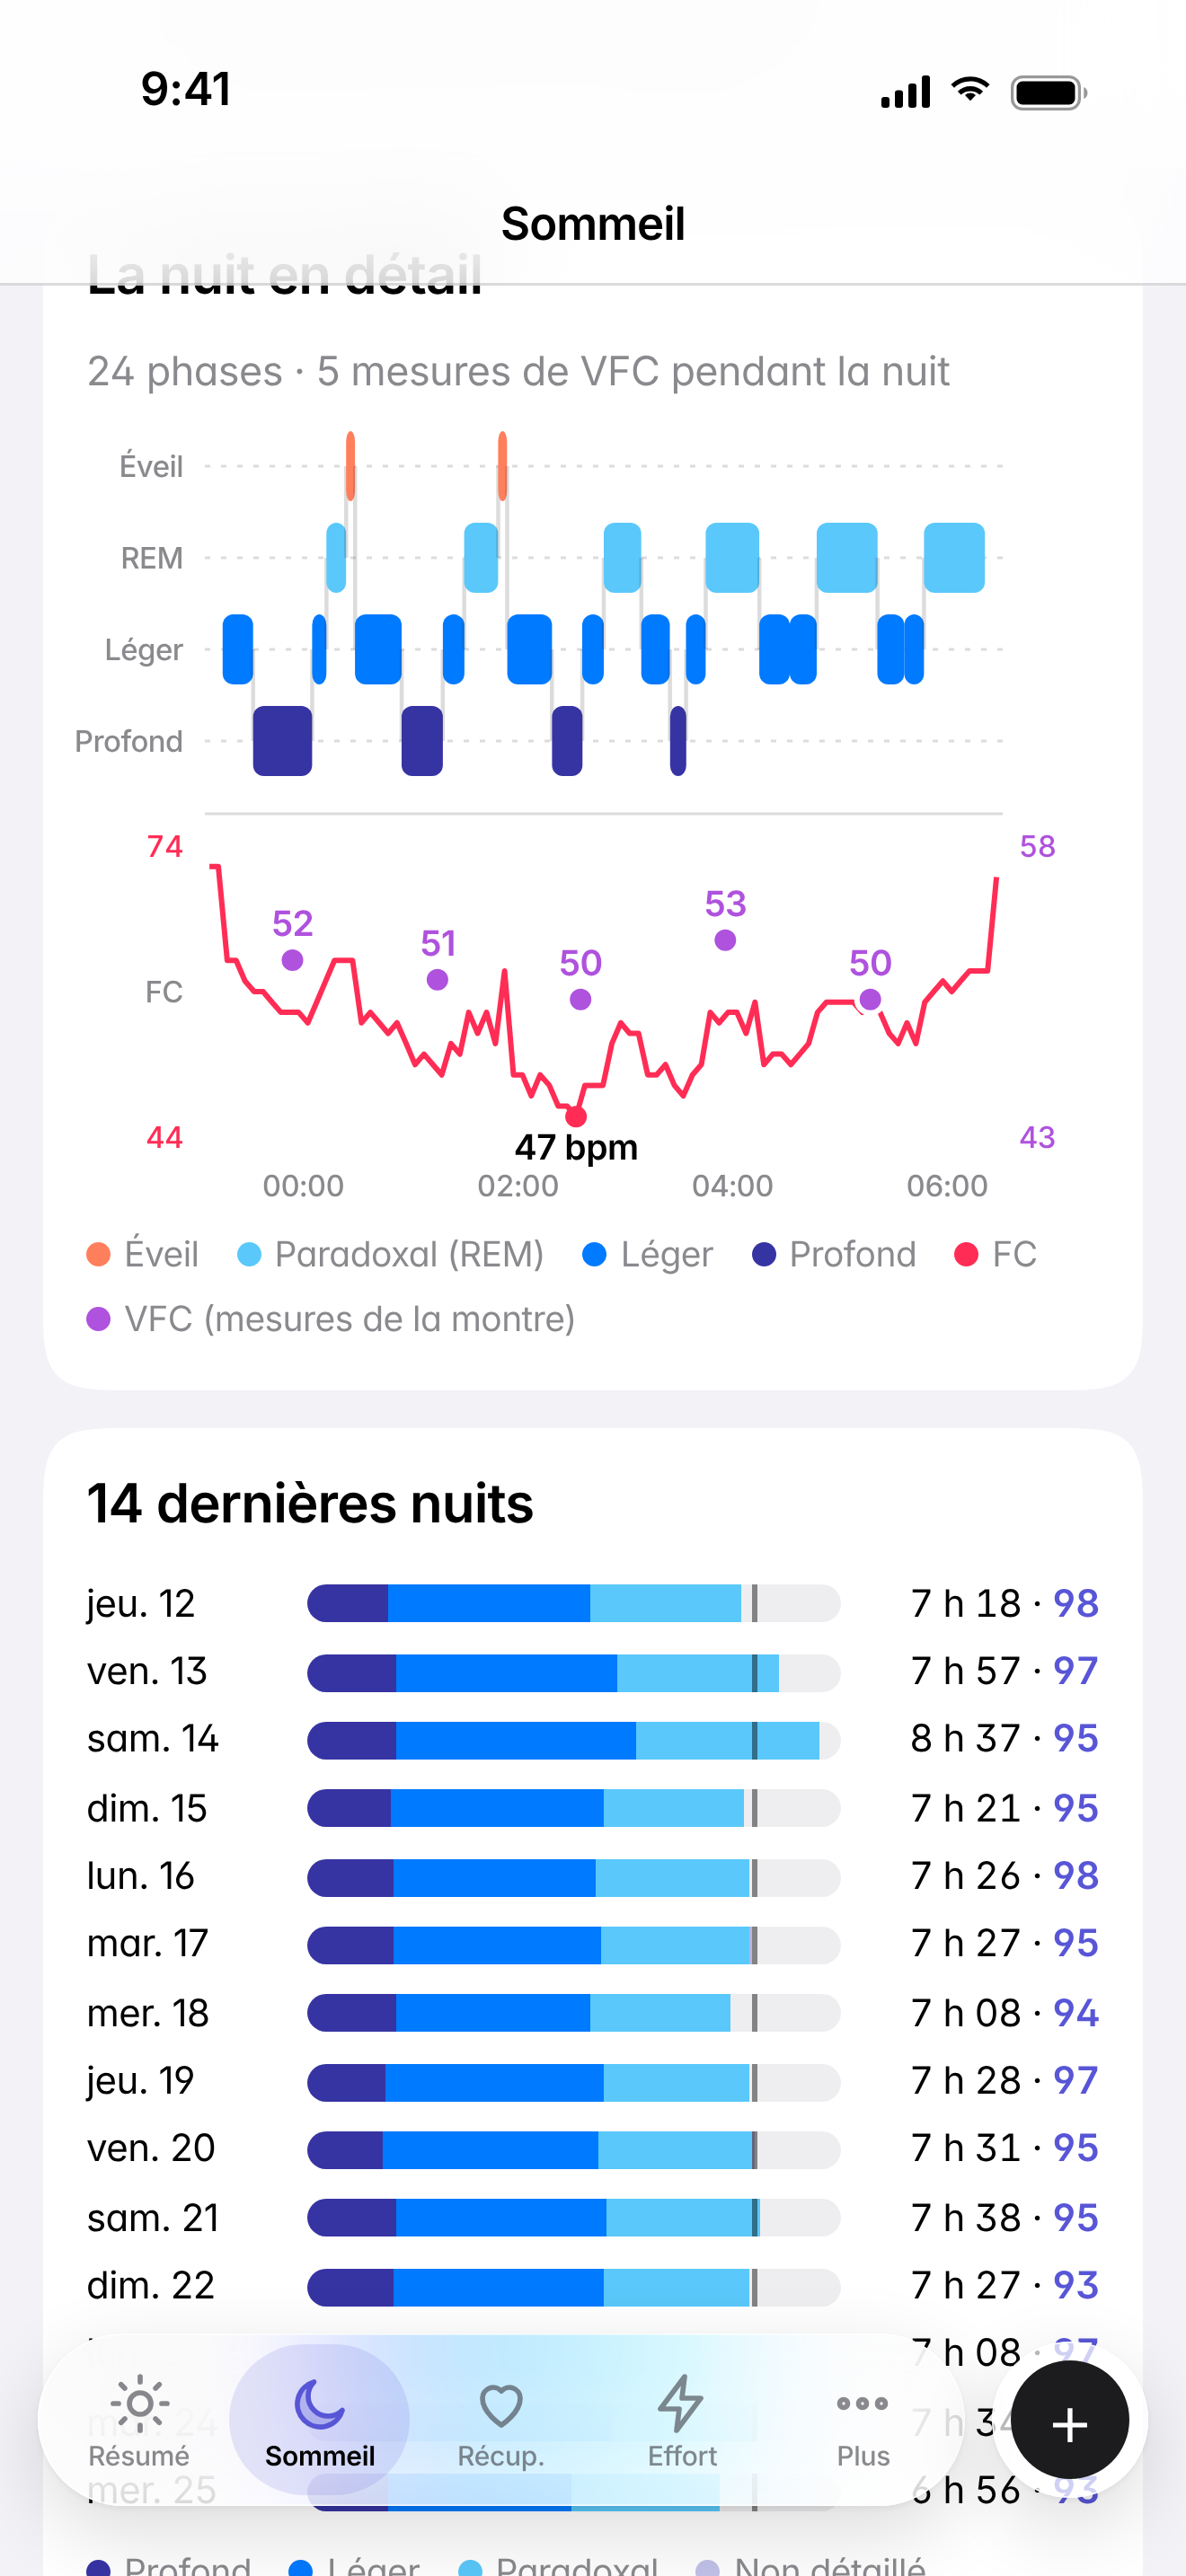 9:41
Sommeil
La nuit en détail
24 phases · 5 mesures de VFC pendant la nuit
Éveil
REM
Léger
Profond
74
58
52
51
50
53
50
FC
44
43
47 bpm
00:00 02:00 04:00 06:00
Éveil Paradoxal (REM) Léger Profond FC
VFC (mesures de la montre)
14 dernières nuits
jeu. 12 7 h 18 · 98
ven. 13 7 h 57 · 97
sam. 14 8 h 37 · 95
dim. 15 7 h 21 · 95
lun. 16 7 h 26 · 98
mar. 17 7 h 27 · 95
mer. 18 7 h 08 · 94
jeu. 19 7 h 28 · 97
ven. 20 7 h 31 · 95
sam. 21 7 h 38 · 95
dim. 22 7 h 27 · 93
7 h 08 · 97
mar. 24 7 h 34
Résumé Sommeil Récup. Effort Plus
mer. 25 6 h 56 · 93
Profond Léger Paradoxal Non détaillé